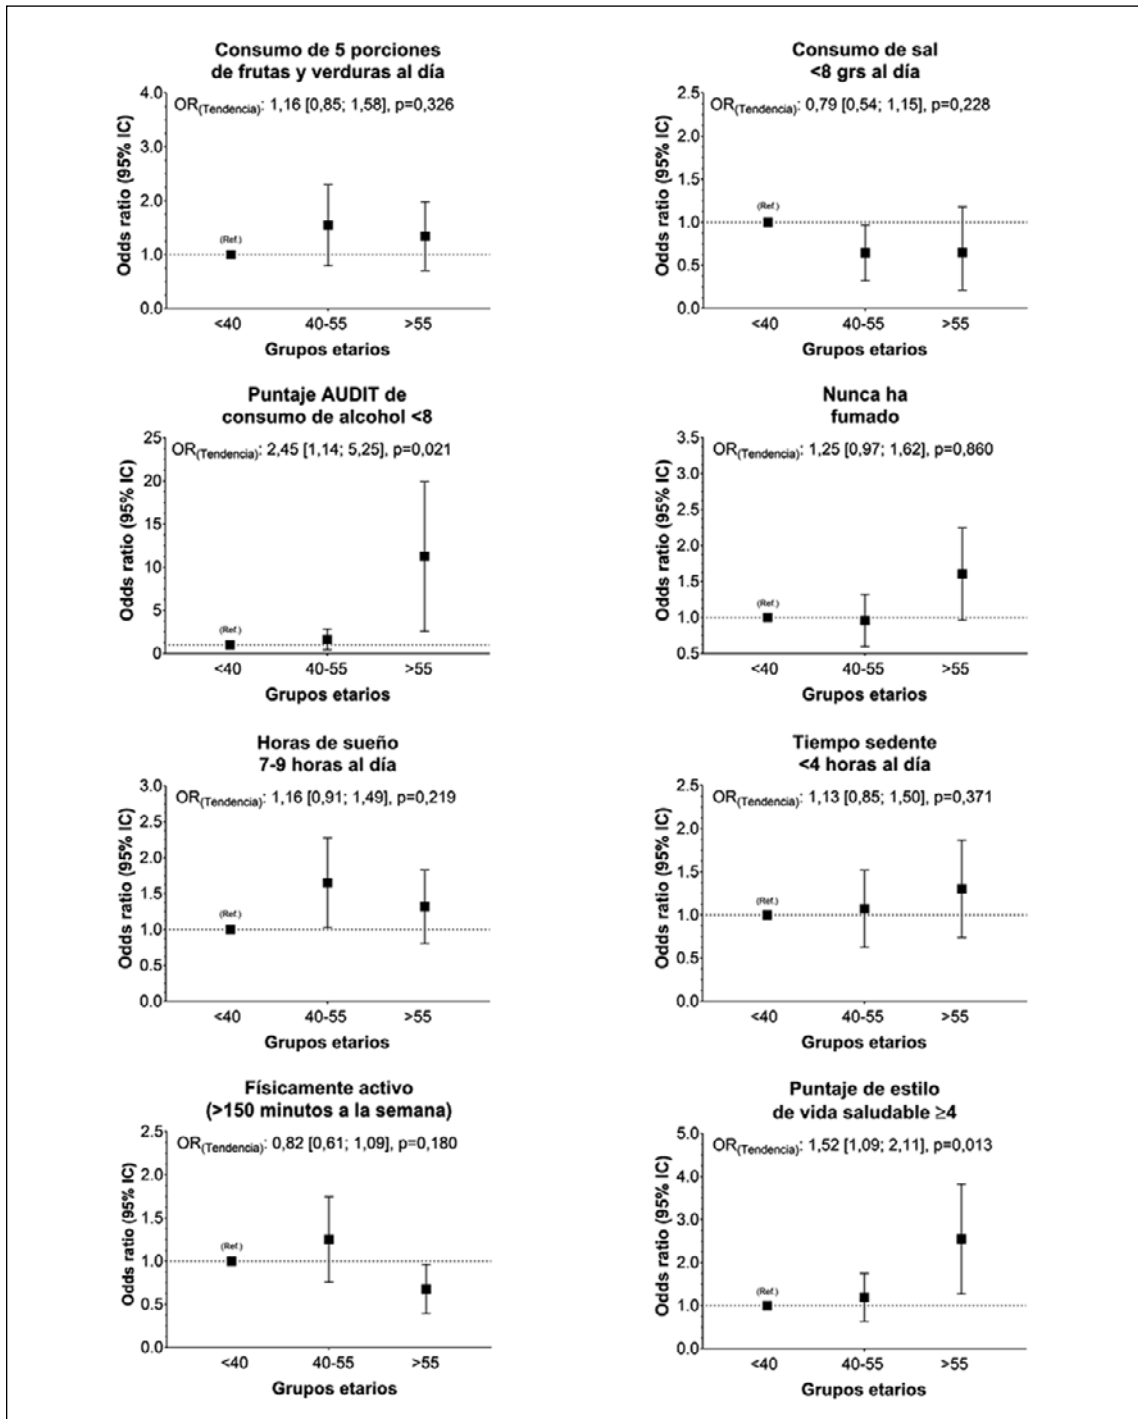 Consumo de 5 porciones
de frutas y verduras al día
OR(Tendencia): 1,16 [0,85; 1,58], p=0,326
Odds ratio (95% IC)
4.0
3.0
2.0
1.0
0.0
(Ref.)
<40
40-55
>55
Grupos etarios
Consumo de sal
<8 grs al día
OR(Tendencia): 0,79 [0,54; 1,15], p=0,228
Odds ratio (95% IC)
2.5
2.0
1.5
1.0
0.5
0.0
(Ref.)
<40
40-55
>55
Grupos etarios
Puntaje AUDIT de
consumo de alcohol <8
OR(Tendencia): 2,45 [1,14; 5,25], p=0,021
Odds ratio (95% IC)
25
20
15
10
5
0
(Ref.)
<40
40-55
>55
Grupos etarios
Nunca ha
fumado
OR(Tendencia): 1,25 [0,97; 1,62], p=0,860
Odds ratio (95% IC)
3.5
3.0
2.5
2.0
1.5
1.0
0.5
(Ref.)
<40
40-55
>55
Grupos etarios
Horas de sueño
7-9 horas al día
OR(Tendencia): 1,16 [0,91; 1,49], p=0,219
Odds ratio (95% IC)
3.0
2.5
2.0
1.5
1.0
0.5
0.0
(Ref.)
<40
40-55
>55
Grupos etarios
Tiempo sedente
<4 horas al día
OR(Tendencia): 1,13 [0,85; 1,50], p=0,371
Odds ratio (95% IC)
2.5
2.0
1.5
1.0
0.5
0.0
(Ref.)
<40
40-55
>55
Grupos etarios
Físicamente activo
(>150 minutos a la semana)
OR(Tendencia): 0,82 [0,61; 1,09], p=0,180
Odds ratio (95% IC)
2.5
2.0
1.5
1.0
0.5
0.0
(Ref.)
<40
40-55
>55
Grupos etarios
Puntaje de estilo
de vida saludable ≥4
OR(Tendencia): 1,52 [1,09; 2,11], p=0,013
Odds ratio (95% IC)
5.0
4.0
3.0
2.0
1.0
0.0
(Ref.)
<40
40-55
>55
Grupos etarios